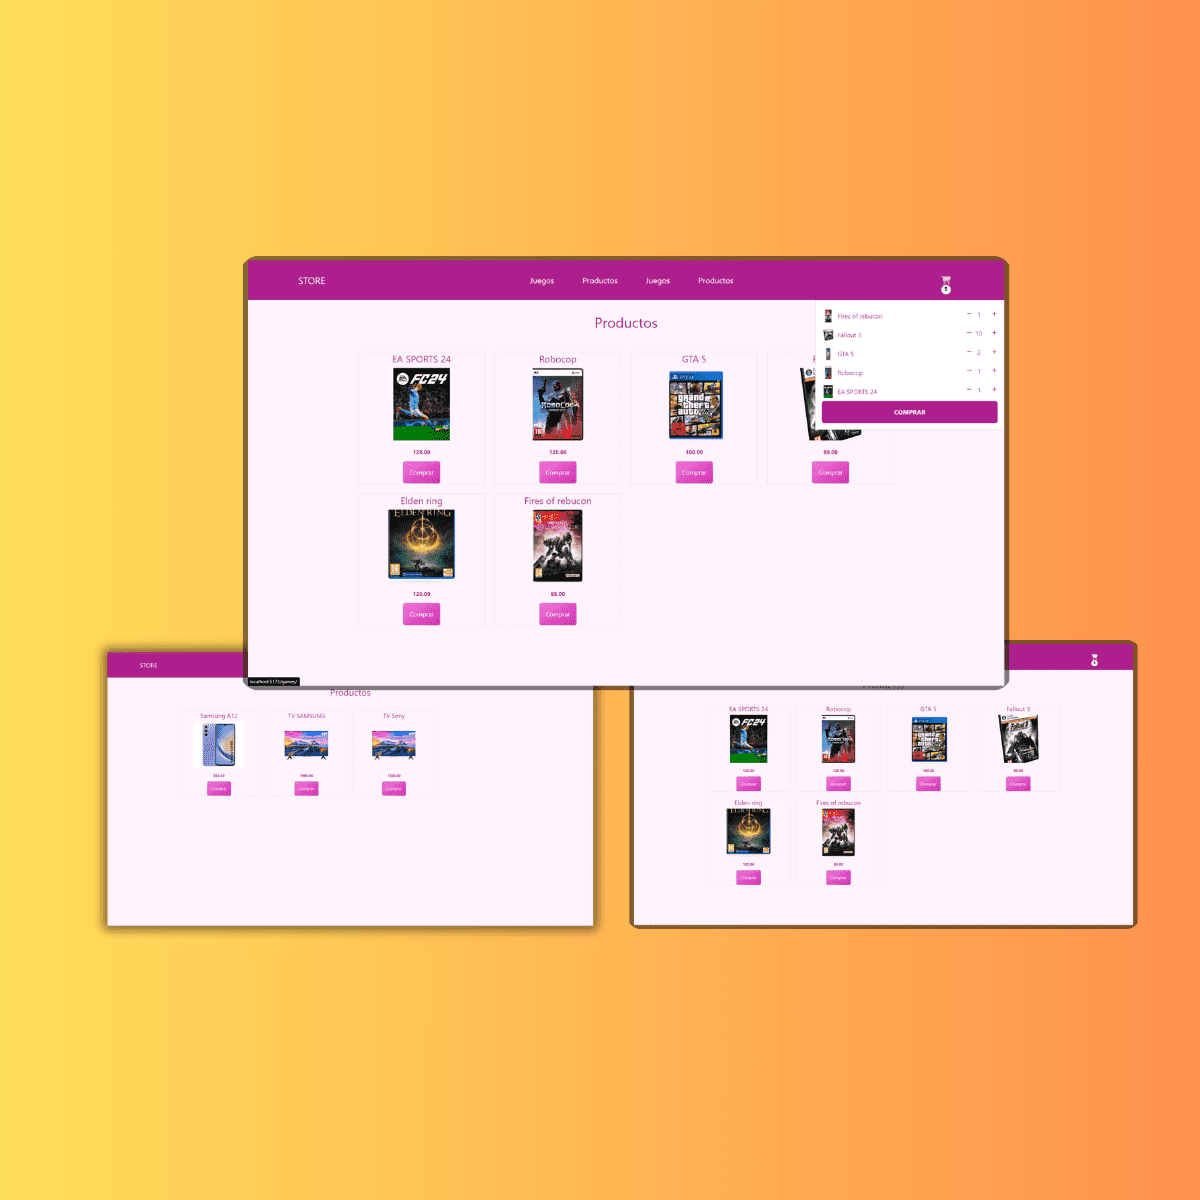 STORE
Juegos
Productos
Juegos
Productos
5
Productos
Fires of rebucon
- 1 +
Fallout 3
- 10 +
GTA 5
- 2 +
Robocop
- 1 +
EA SPORTS 24
- 1 +
COMPRAR
EA SPORTS 24
Robocop
GTA 5
FC24
ROBOCOP
PS4
grand
theft
auto
120.00
120.00
100.00
80.00
Comprar
Comprar
Comprar
Comprar
Elden ring
Fires of rebucon
ELDEN RING
120.00
85.00
Comprar
Comprar
localhost:5173/games/
STORE
Productos
Samsung A12
TV SAMSUNG
TV Sony
Comprar
Comprar
Comprar
Productos
EA SPORTS 24
Robocop
GTA 5
Fallout 3
FC24
120.00
120.00
100.00
80.00
Comprar
Comprar
Comprar
Comprar
Elden ring
Fires of rebucon
ELDEN RING
120.00
85.00
Comprar
Comprar